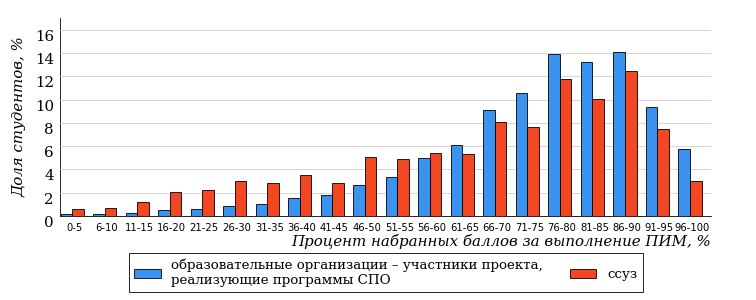 Доля студентов, %
16
14
12
10
8
6
4
2
0
0-5 6-10 11-15 16-20 21-25 26-30 31-35 36-40 41-45 46-50 51-55 56-60 61-65 66-70 71-75 76-80 81-85 86-90 91-95 96-100
Процент набранных баллов за выполнение ПИМ, %
образовательные организации – участники проекта,
реализующие программы СПО
ссуз